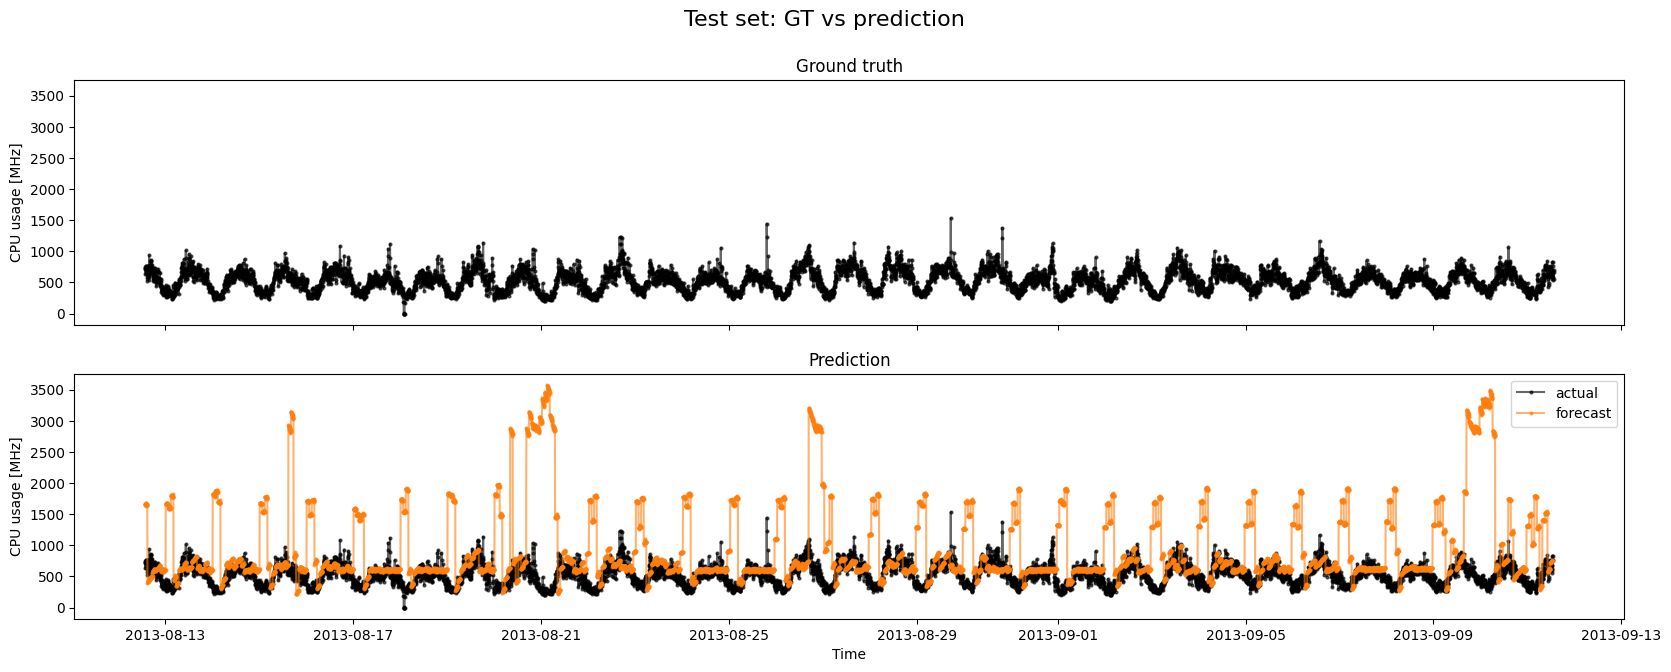 Test set: GT vs prediction
Ground truth
CPU usage [MHz]
3500
3000
2500
2000
1500
1000
500
0
Prediction
CPU usage [MHz]
3500
3000
2500
2000
1500
1000
500
0
actual
forecast
2013-08-13 2013-08-17 2013-08-21 2013-08-25 2013-08-29 2013-09-01 2013-09-05 2013-09-09 2013-09-13
Time